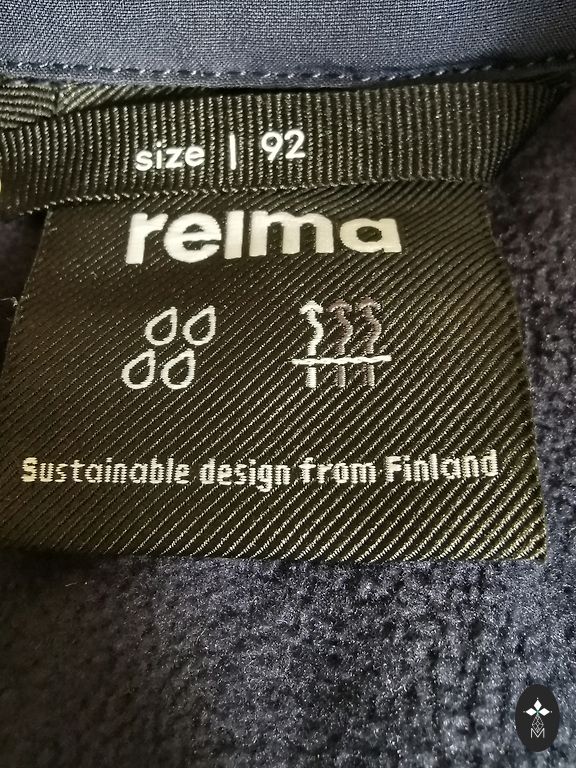 size | 92
reima
Sustainable design from Finland
M